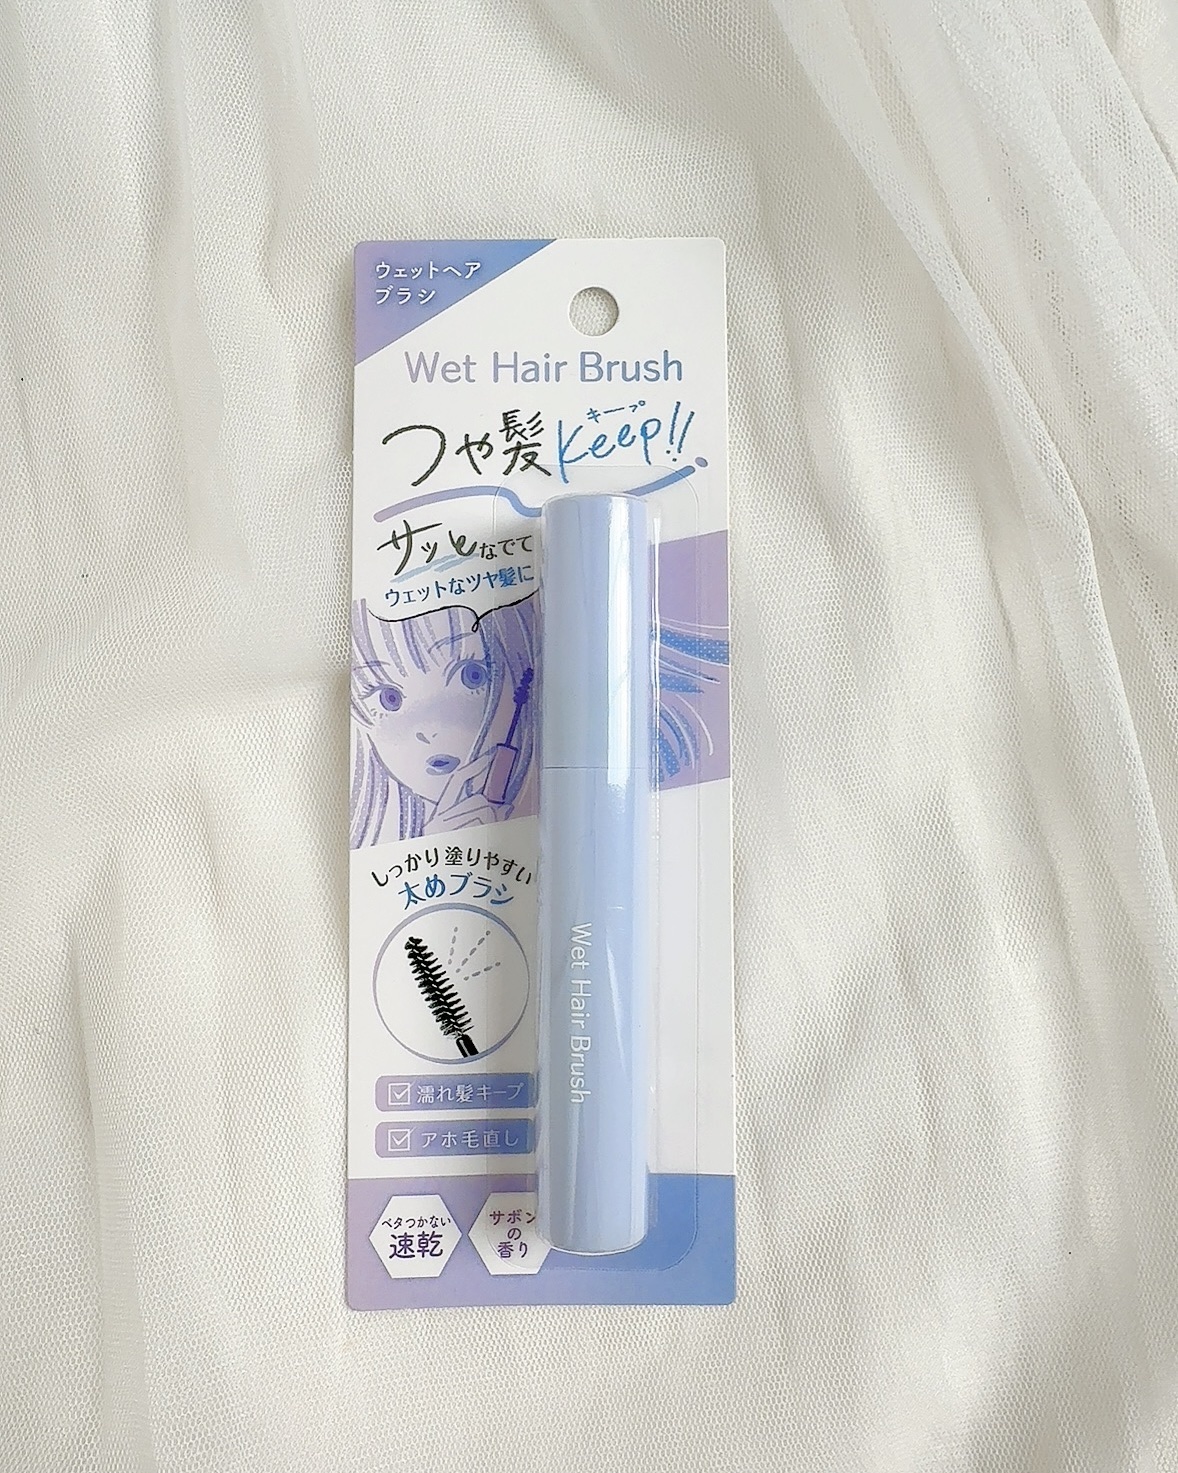 ウェットヘア
ブラシ
Wet Hair Brush
キープ
つや髪Keep!!
サッとなでて
ウェットなツヤ髪に
しっかり塗りやすい
太めブラシ
濡れ髪キープ
アホ毛直し
ベタつかない
速乾
サボン
の
香り
Wet Hair Brush